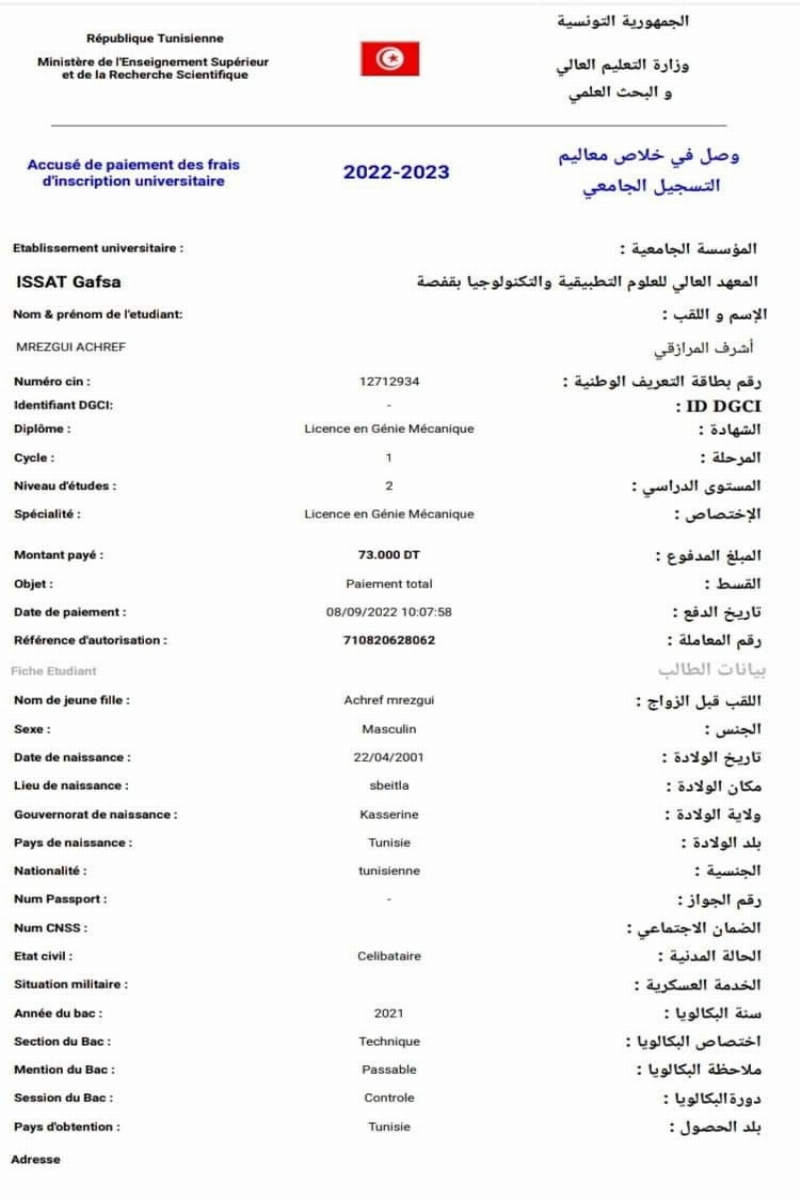 République Tunisienne
Ministère de l'Enseignement Supérieur
et de la Recherche Scientifique
الجمهورية التونسية
وزارة التعليم العالي
و البحث العلمي
Accusé de paiement des frais
d'inscription universitaire
2022-2023
وصل في خلاص معاليم
التسجيل الجامعي
Etablissement universitaire : المؤسسة الجامعية :
ISSAT Gafsa المعهد العالي للعلوم التطبيقية والتكنولوجيا بقفصة
Nom & prénom de l'etudiant: الإسم و اللقب :
MREZGUI ACHREF أشرف المرازقي
Numéro cin : 12712934 رقم بطاقة التعريف الوطنية :
Identifiant DGCI: - ID DGCI :
Diplôme : Licence en Génie Mécanique الشهادة :
Cycle : 1 المرحلة :
Niveau d'études : 2 المستوى الدراسي :
Spécialité : Licence en Génie Mécanique الإختصاص :
Montant payé : 73.000 DT المبلغ المدفوع :
Objet : Paiement total القسط :
Date de paiement : 08/09/2022 10:07:58 تاريخ الدفع :
Référence d'autorisation : 710820628062 رقم المعاملة :
Fiche Etudiant بيانات الطالب
Nom de jeune fille : Achref mrezgui اللقب قبل الزواج :
Sexe : Masculin الجنس :
Date de naissance : 22/04/2001 تاريخ الولادة :
Lieu de naissance : sbeitla مكان الولادة :
Gouvernorat de naissance : Kasserine ولاية الولادة :
Pays de naissance : Tunisie بلد الولادة :
Nationalité : tunisienne الجنسية :
Num Passport : - رقم الجواز :
Num CNSS : الضمان الاجتماعي :
Etat civil : Celibataire الحالة المدنية :
Situation militaire : الخدمة العسكرية :
Année du bac : 2021 سنة البكالويا :
Section du Bac : Technique اختصاص البكالويا :
Mention du Bac : Passable ملاحظة البكالويا :
Session du Bac : Controle دورةالبكالويا :
Pays d'obtention : Tunisie بلد الحصول :
Adresse